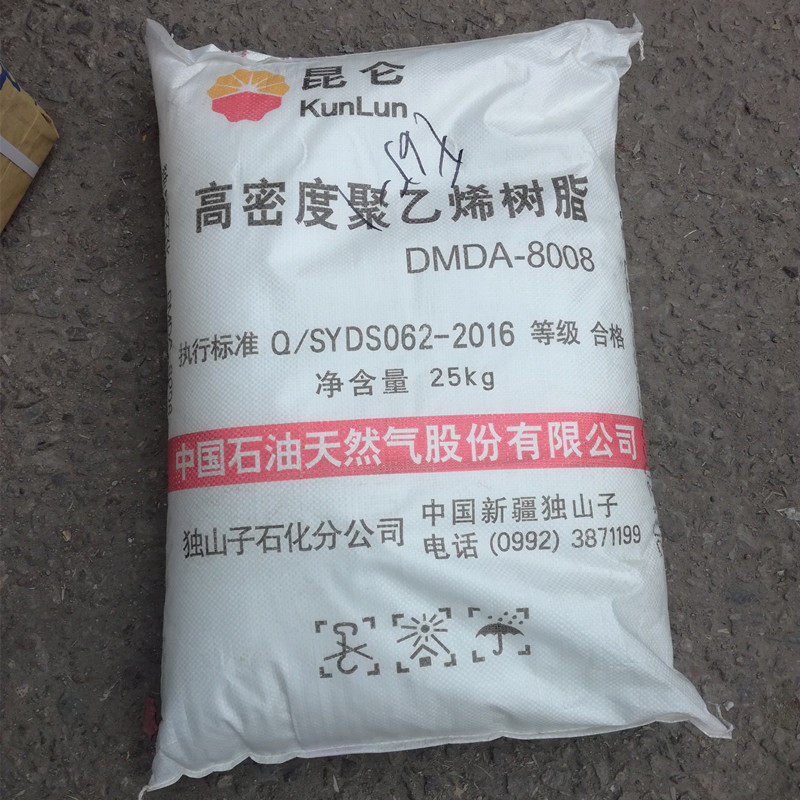 昆仑
KunLun
高密度聚乙烯树脂
DMDA-8008
执行标准 Q/SYDS062-2016 等级 合格
净含量 25kg
中国石油天然气股份有限公司
独山子石化分公司
中国新疆独山子
电话 (0992) 3871199